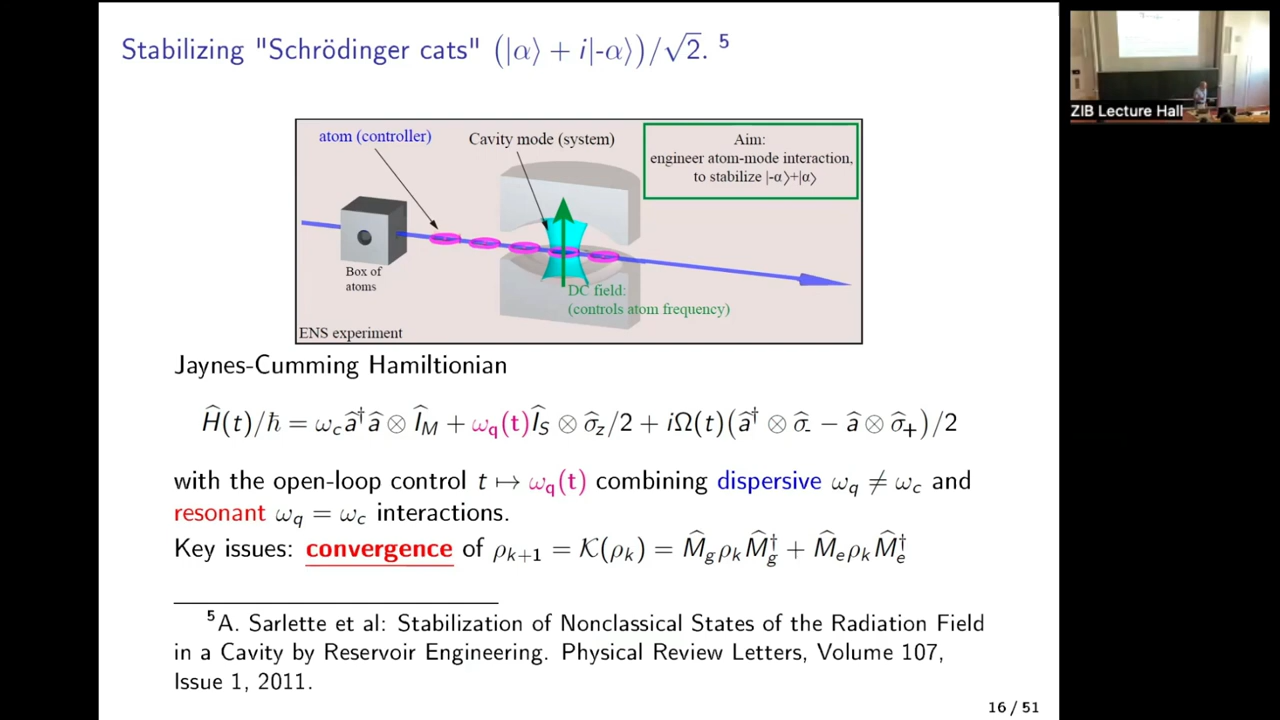 Stabilizing "Schrödinger cats" (|α⟩ + i|-α⟩)/√2. ⁵
atom (controller)
Cavity mode (system)
Aim:
engineer atom-mode interaction,
to stabilize |-α⟩+|α⟩
Box of
atoms
DC field:
(controls atom frequency)
ENS experiment
ZIB Lecture Hall
Jaynes-Cumming Hamiltionian
Ĥ(t)/ℏ = ω_c â†â ⊗ Î_M + ω_q(t) Î_S ⊗ σ̂_z/2 + iΩ(t)(↠⊗ σ̂_- − â ⊗ σ̂_+)/2
with the open-loop control t ↦ ω_q(t) combining dispersive ω_q ≠ ω_c and
resonant ω_q = ω_c interactions.
Key issues: convergence of ρ_{k+1} = 𝒦(ρ_k) = M̂_g ρ_k M̂_g† + M̂_e ρ_k M̂_e†
⁵A. Sarlette et al: Stabilization of Nonclassical States of the Radiation Field
in a Cavity by Reservoir Engineering. Physical Review Letters, Volume 107,
Issue 1, 2011.
16 / 51